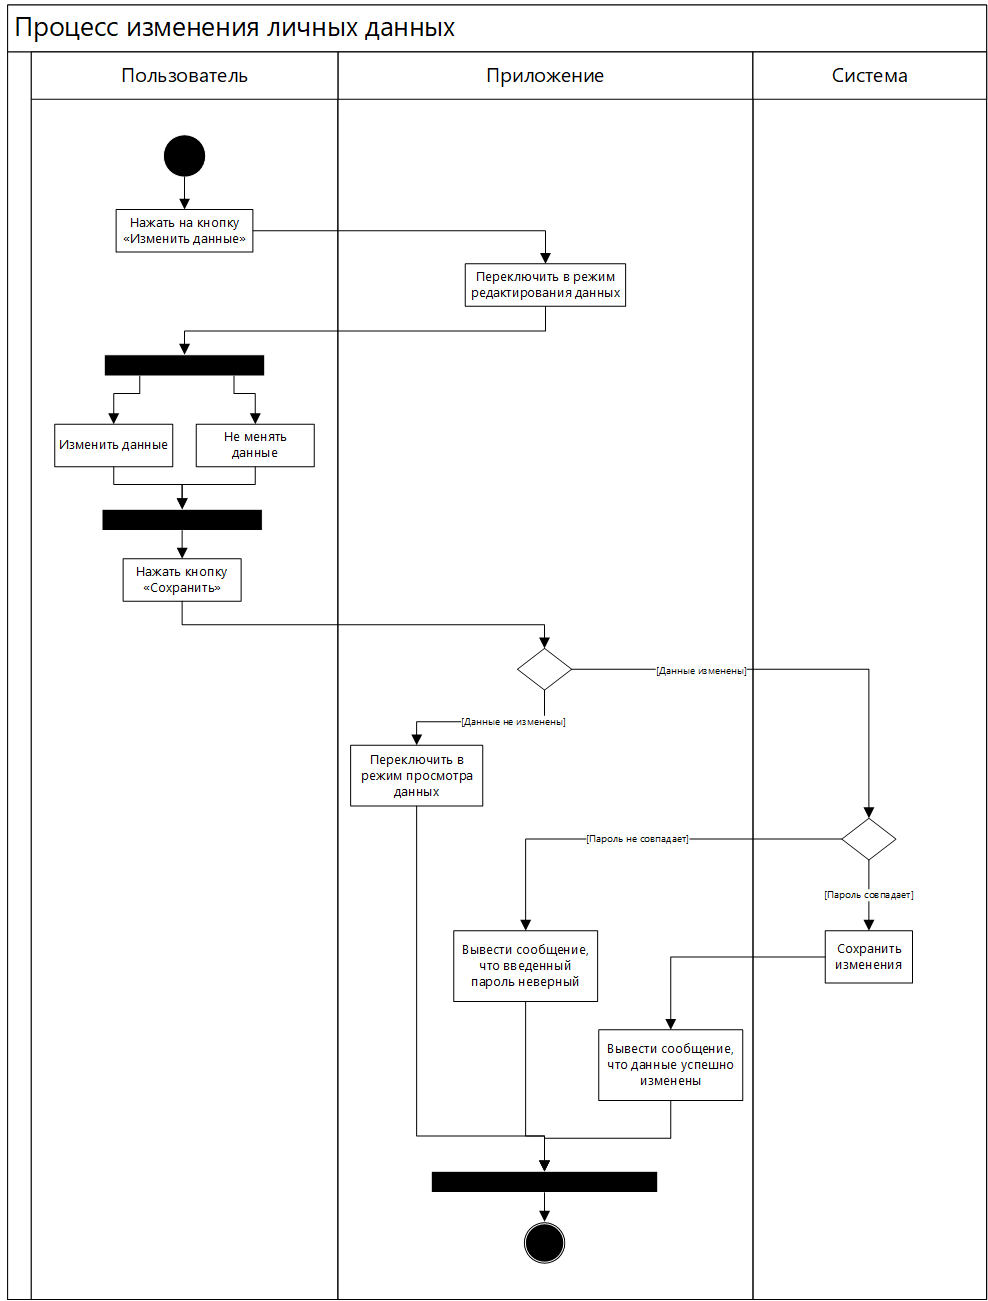 Процесс изменения личных данных
Пользователь
Приложение
Система
Нажать на кнопку
«Изменить данные»
Переключить в режим
редактирования данных
Изменить данные
Не менять
данные
Нажать кнопку
«Сохранить»
[Данные изменены]
[Данные не изменены]
Переключить в
режим просмотра
данных
[Пароль не совпадает]
[Пароль совпадает]
Вывести сообщение,
что введенный
пароль неверный
Сохранить
изменения
Вывести сообщение,
что данные успешно
изменены